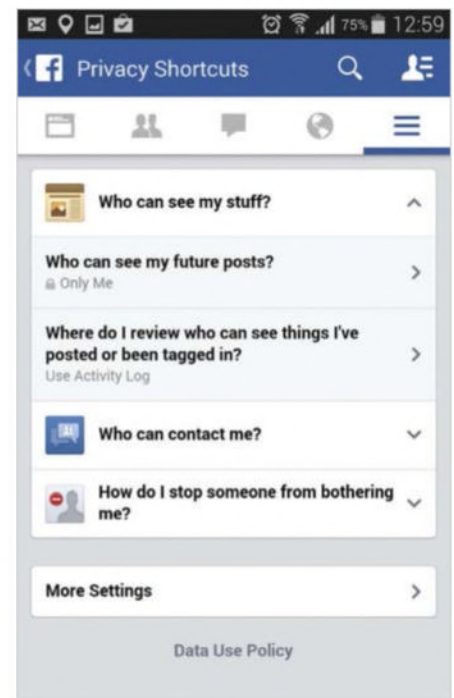 75% 12:59
f Privacy Shortcuts
Who can see my stuff?
Who can see my future posts?
Only Me
Where do I review who can see things I've
posted or been tagged in?
Use Activity Log
Who can contact me?
How do I stop someone from bothering
me?
More Settings
Data Use Policy